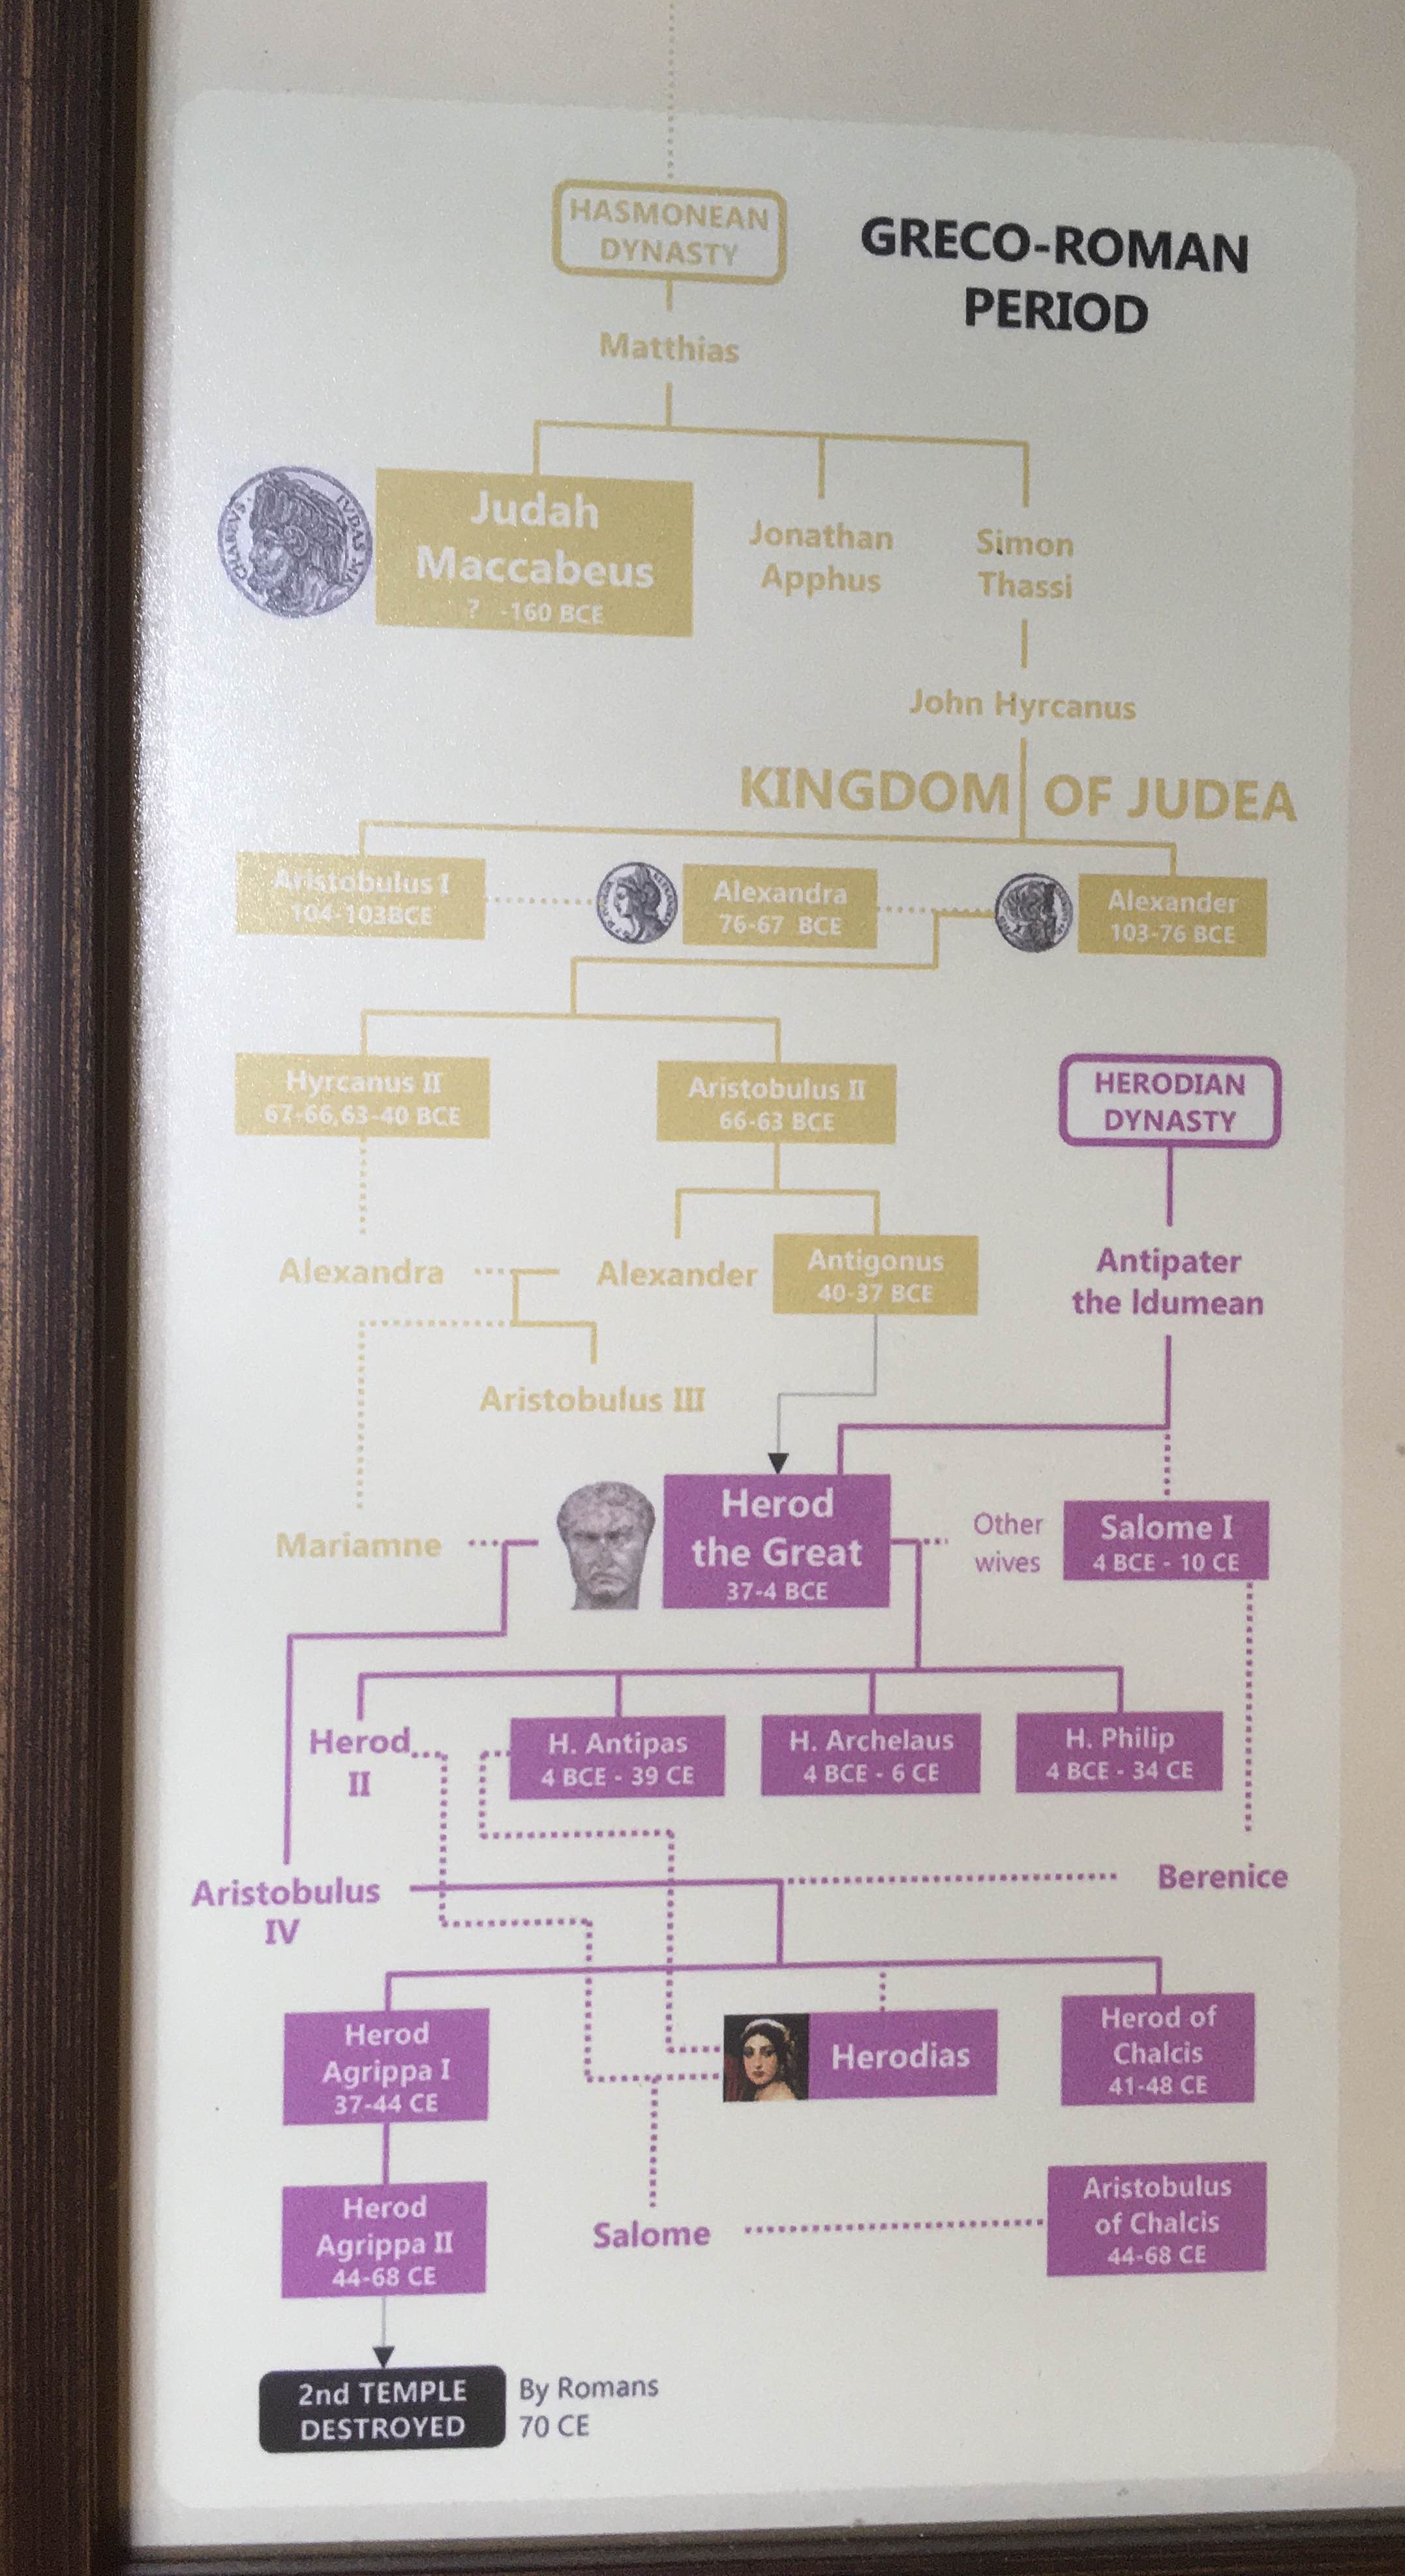 HASMONEAN
DYNASTY
GRECO-ROMAN
PERIOD
Matthias
Judah
Maccabeus
? -160 BCE
Jonathan
Apphus
Simon
Thassi
John Hyrcanus
KINGDOM OF JUDEA
Aristobulus I
104-103BCE
Alexandra
76-67 BCE
Alexander
103-76 BCE
Hyrcanus II
67-66,63-40 BCE
Aristobulus II
66-63 BCE
HERODIAN
DYNASTY
Alexandra
Alexander
Antigonus
40-37 BCE
Antipater
the Idumean
Aristobulus III
Mariamne
Herod
the Great
37-4 BCE
Other
wives
Salome I
4 BCE - 10 CE
Herod
II
H. Antipas
4 BCE - 39 CE
H. Archelaus
4 BCE - 6 CE
H. Philip
4 BCE - 34 CE
Aristobulus
IV
Berenice
Herod
Agrippa I
37-44 CE
Herodias
Herod of
Chalcis
41-48 CE
Herod
Agrippa II
44-68 CE
Salome
Aristobulus
of Chalcis
44-68 CE
2nd TEMPLE
DESTROYED
By Romans
70 CE